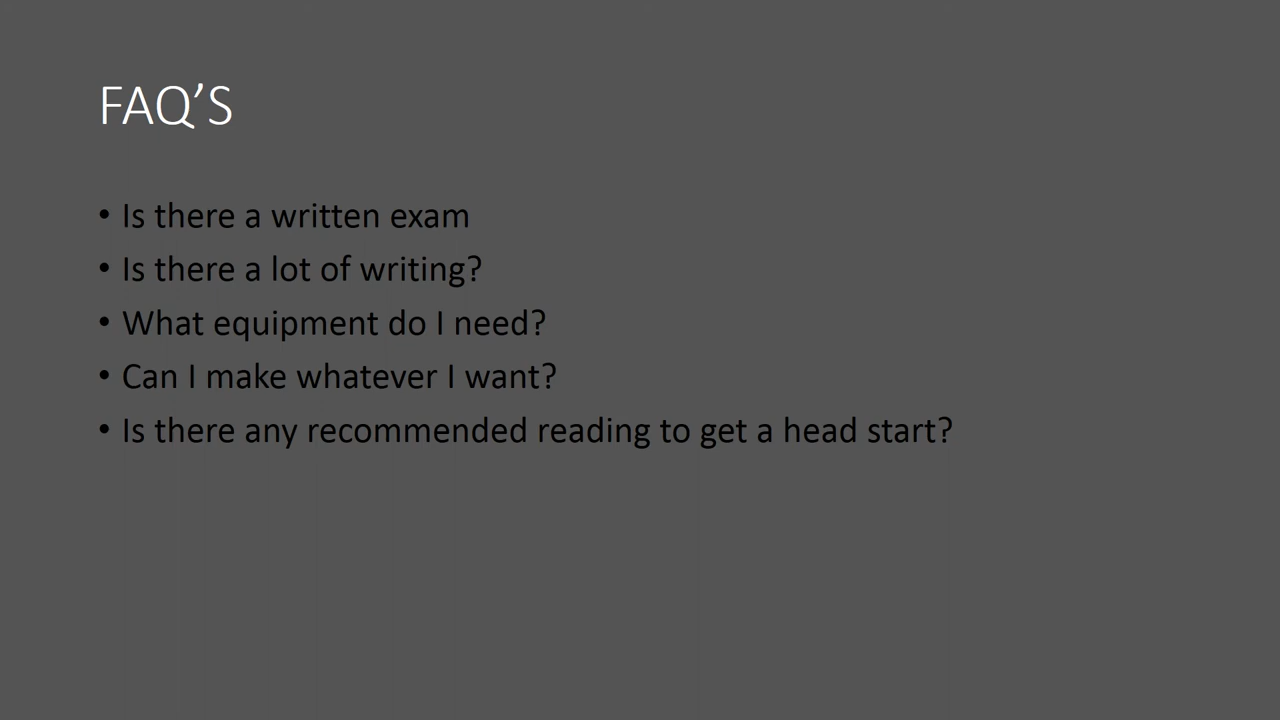 FAQ’S
• Is there a written exam
• Is there a lot of writing?
• What equipment do I need?
• Can I make whatever I want?
• Is there any recommended reading to get a head start?